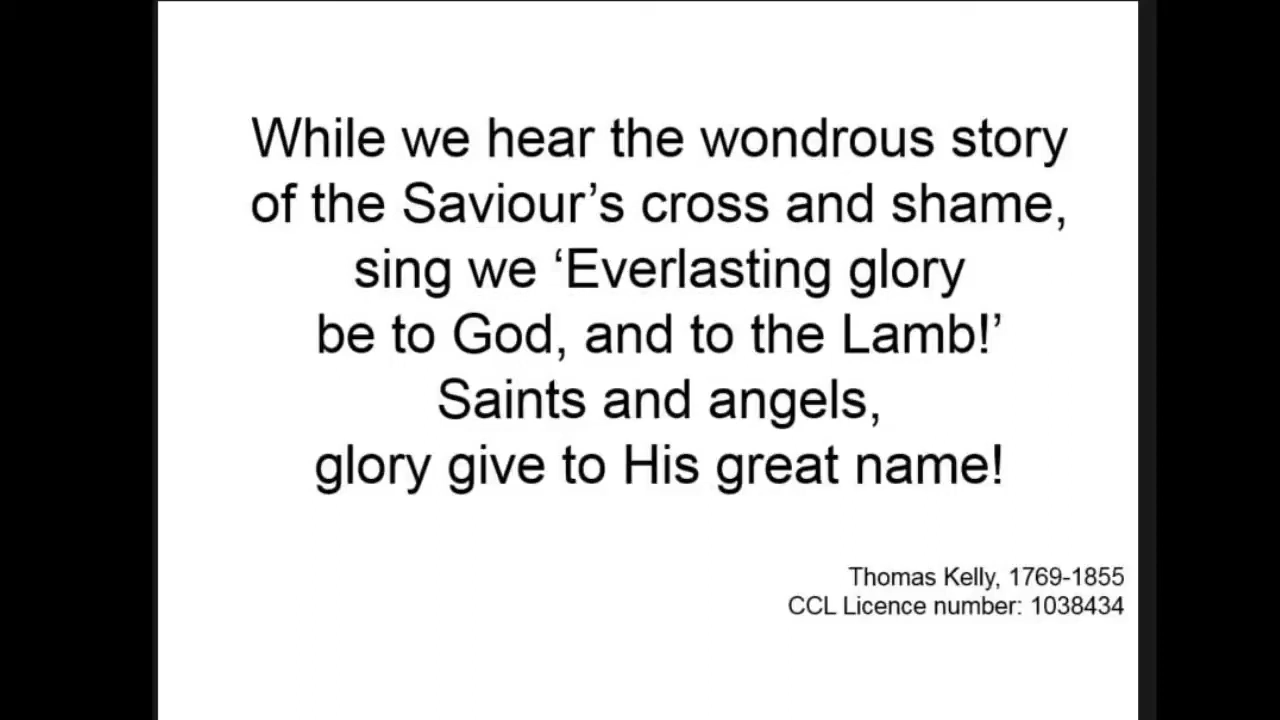 While we hear the wondrous story
of the Saviour’s cross and shame,
sing we ‘Everlasting glory
be to God, and to the Lamb!’
Saints and angels,
glory give to His great name!
Thomas Kelly, 1769-1855
CCL Licence number: 1038434